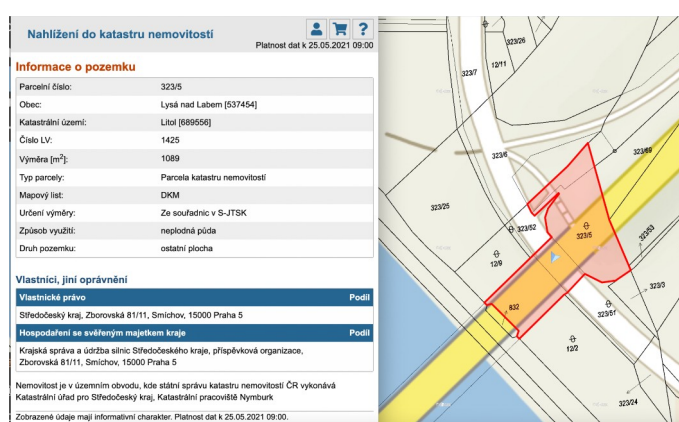 Nahlížení do katastru nemovitostí
?
Platnost dat k 25.05.2021 09:00
Informace o pozemku
Parcelní číslo: 323/5
Obec: Lysá nad Labem [537454]
Katastrální území: Litol [689556]
Číslo LV: 1425
Výměra [m²]: 1089
Typ parcely: Parcela katastru nemovitostí
Mapový list: DKM
Určení výměry: Ze souřadnic v S-JTSK
Způsob využití: neplodná půda
Druh pozemku: ostatní plocha
Vlastníci, jiní oprávnění
Vlastnické právo Podíl
Středočeský kraj, Zborovská 81/11, Smíchov, 15000 Praha 5
Hospodaření se svěřeným majetkem kraje Podíl
Krajská správa a údržba silnic Středočeského kraje, příspěvková organizace,
Zborovská 81/11, Smíchov, 15000 Praha 5
Nemovitost je v územním obvodu, kde státní správu katastru nemovitostí ČR vykonává
Katastrální úřad pro Středočeský kraj, Katastrální pracoviště Nymburk
Zobrazené údaje mají informativní charakter. Platnost dat k 25.05.2021 09:00.
323/26
12/11
323/7
323/6
323/69
323/25
323/52
323/5
323/53
12/9
323/3
832
323/51
12/2
323/24